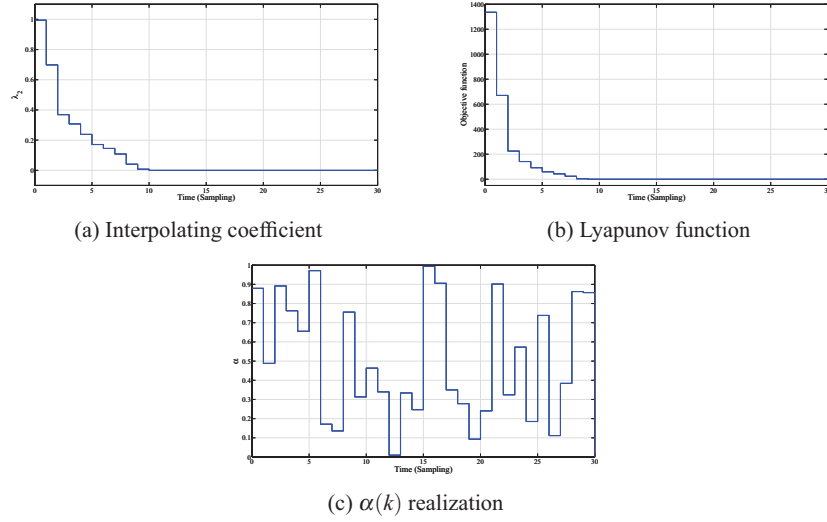 1
0.8
0.6
0.4
0.2
0
λ2
0 5 10 15 20 25 30
Time (Sampling)
(a) Interpolating coefficient
1400
1200
1000
800
600
400
200
0
Objective function
0 5 10 15 20 25 30
Time (Sampling)
(b) Lyapunov function
1
0.9
0.8
0.7
0.6
0.5
0.4
0.3
0.2
0.1
0
α
0 5 10 15 20 25 30
Time (Sampling)
(c) α(k) realization